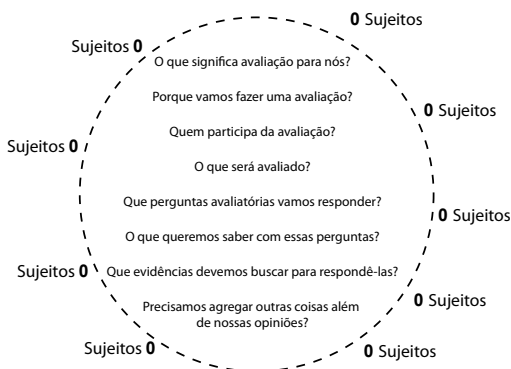 0 Sujeitos
Sujeitos 0
O que significa avaliação para nós?
Porque vamos fazer uma avaliação?
0 Sujeitos
Quem participa da avaliação?
Sujeitos 0
O que será avaliado?
Que perguntas avaliatórias vamos responder?
0 Sujeitos
O que queremos saber com essas perguntas?
Sujeitos 0
Que evidências devemos buscar para respondê-las?
0 Sujeitos
Precisamos agregar outras coisas além
de nossas opiniões?
Sujeitos 0
0 Sujeitos